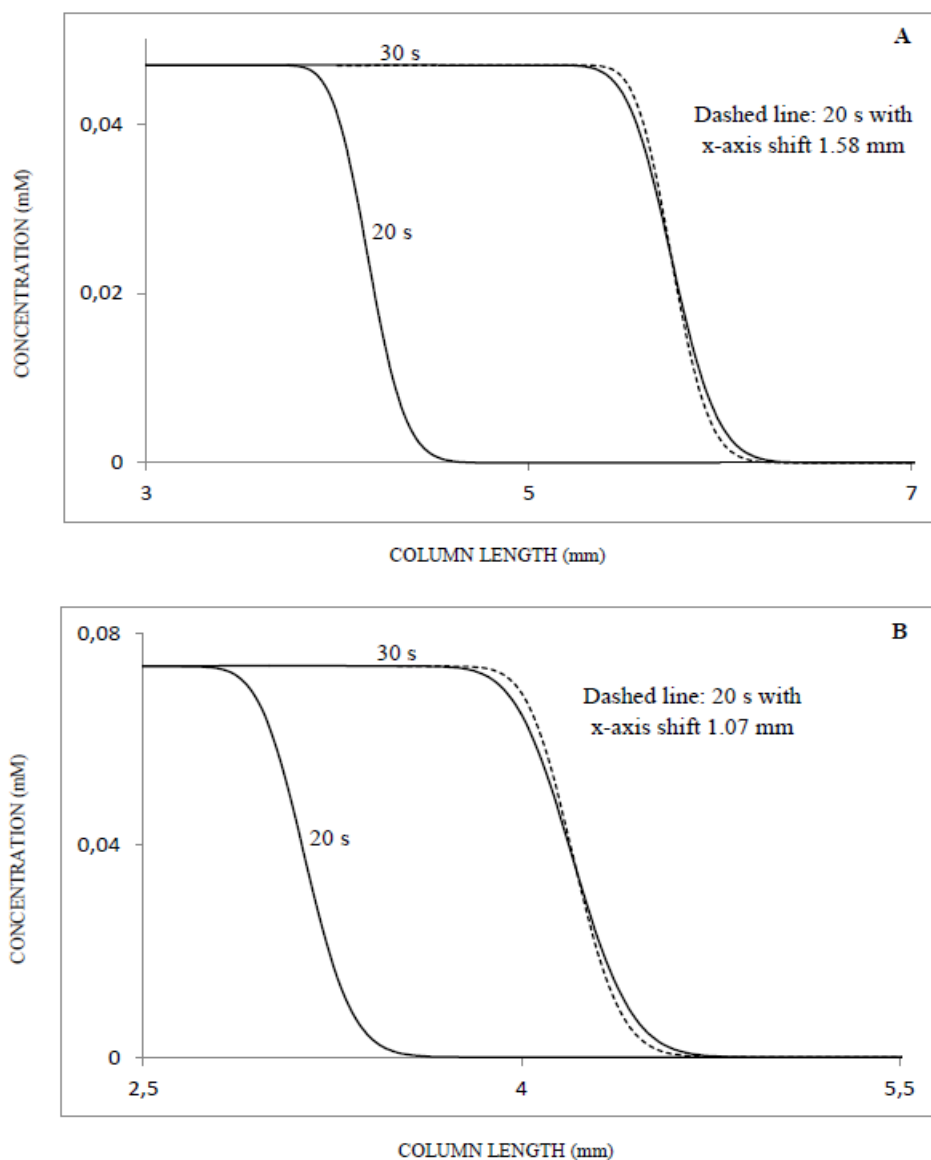 A
30 s
Dashed line: 20 s with
x-axis shift 1.58 mm
20 s
CONCENTRATION (mM)
0,04
0,02
0
3
5
7
COLUMN LENGTH (mm)
B
0,08
30 s
Dashed line: 20 s with
x-axis shift 1.07 mm
20 s
CONCENTRATION (mM)
0,04
0
2,5
4
5,5
COLUMN LENGTH (mm)